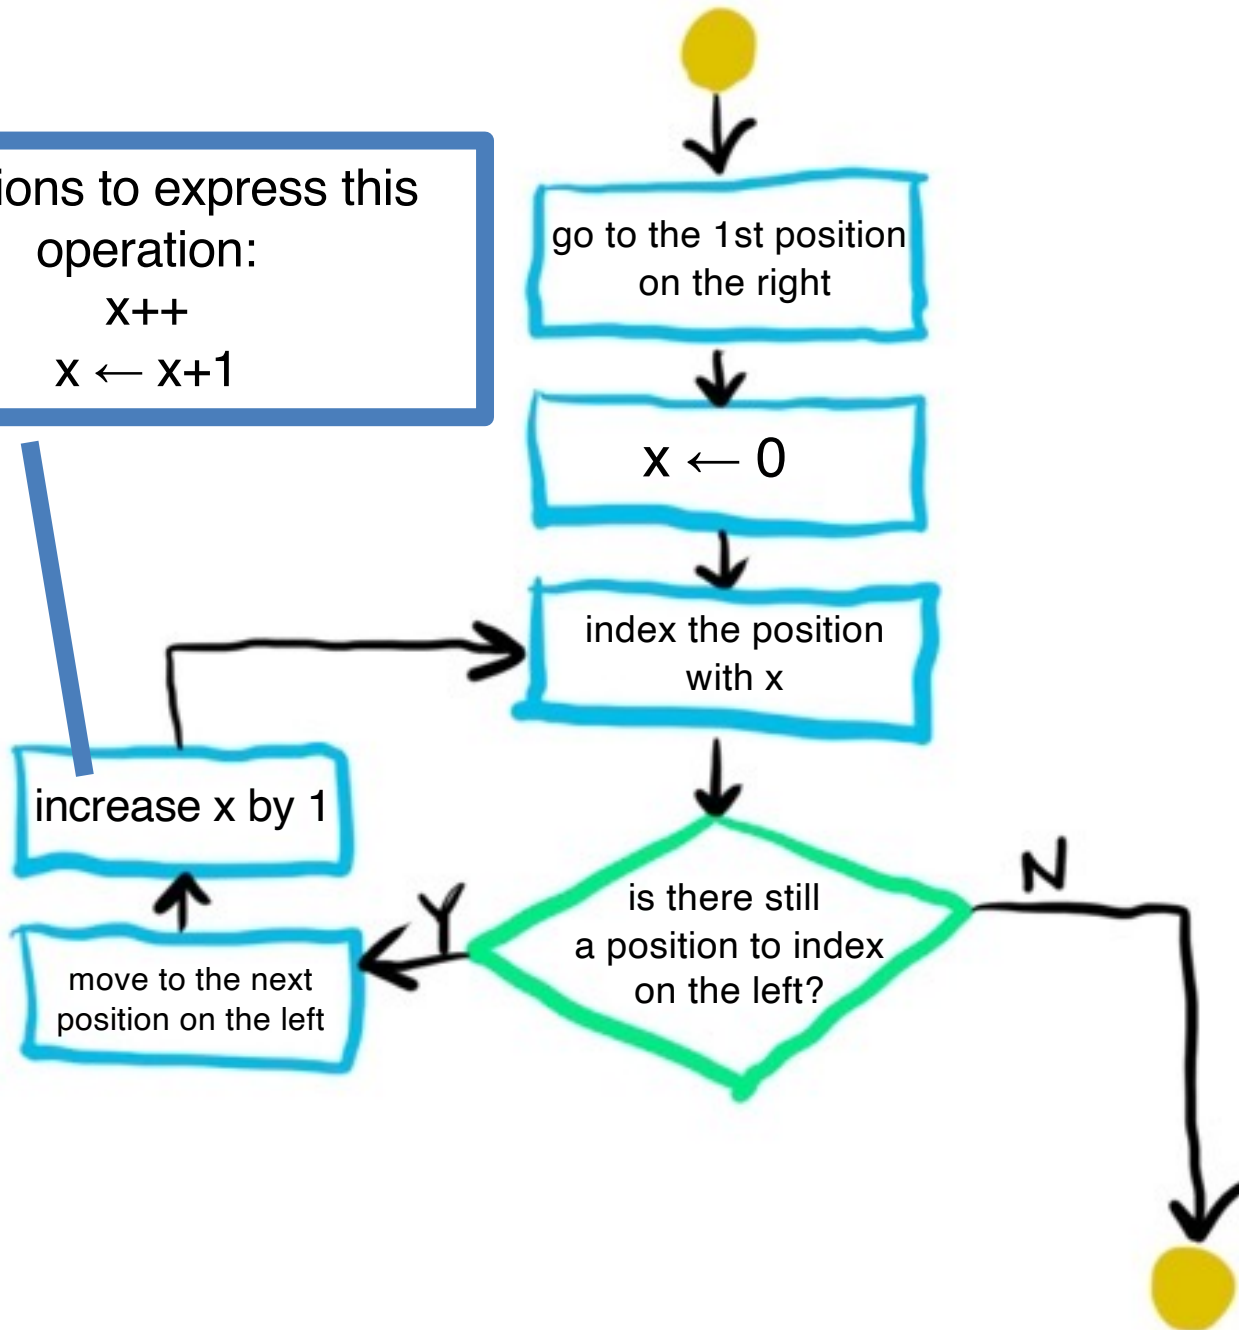 ions to express this
operation:
x++
x ← x+1
go to the 1st position
on the right
x ← 0
index the position
with x
increase x by 1
move to the next
position on the left
Y
is there still
a position to index
on the left?
N